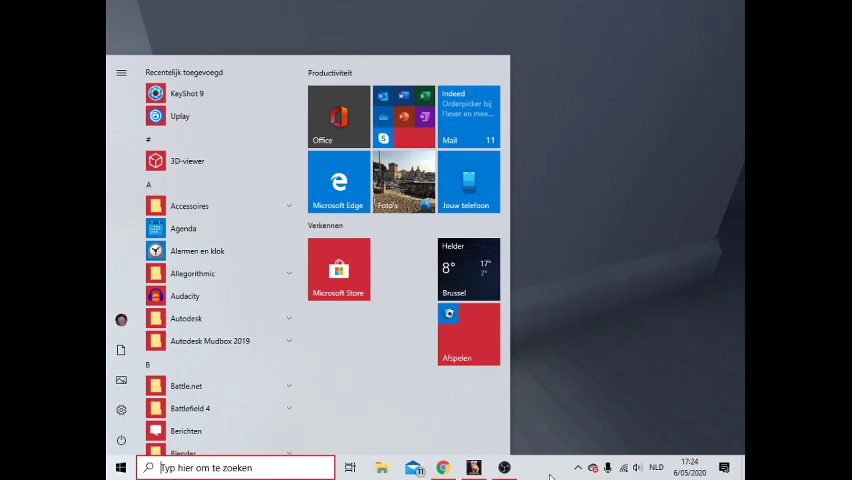 Recentelijk toegevoegd
KeyShot 9
Uplay
#
3D-viewer
A
Accessoires
Agenda
Alarmen en klok
Allegorithmic
Audacity
Autodesk
Autodesk Mudbox 2019
B
Battle.net
Battlefield 4
Berichten
Blender
Productiviteit
Office
Indeed
Orderpicker bij
Flexer en mee...
Mail 11
Microsoft Edge
Foto's
Jouw telefoon
Verkennen
Microsoft Store
Helder
8° 17°
7°
Brussel
Afspelen
Typ hier om te zoeken
11
NLD
17:24
6/05/2020